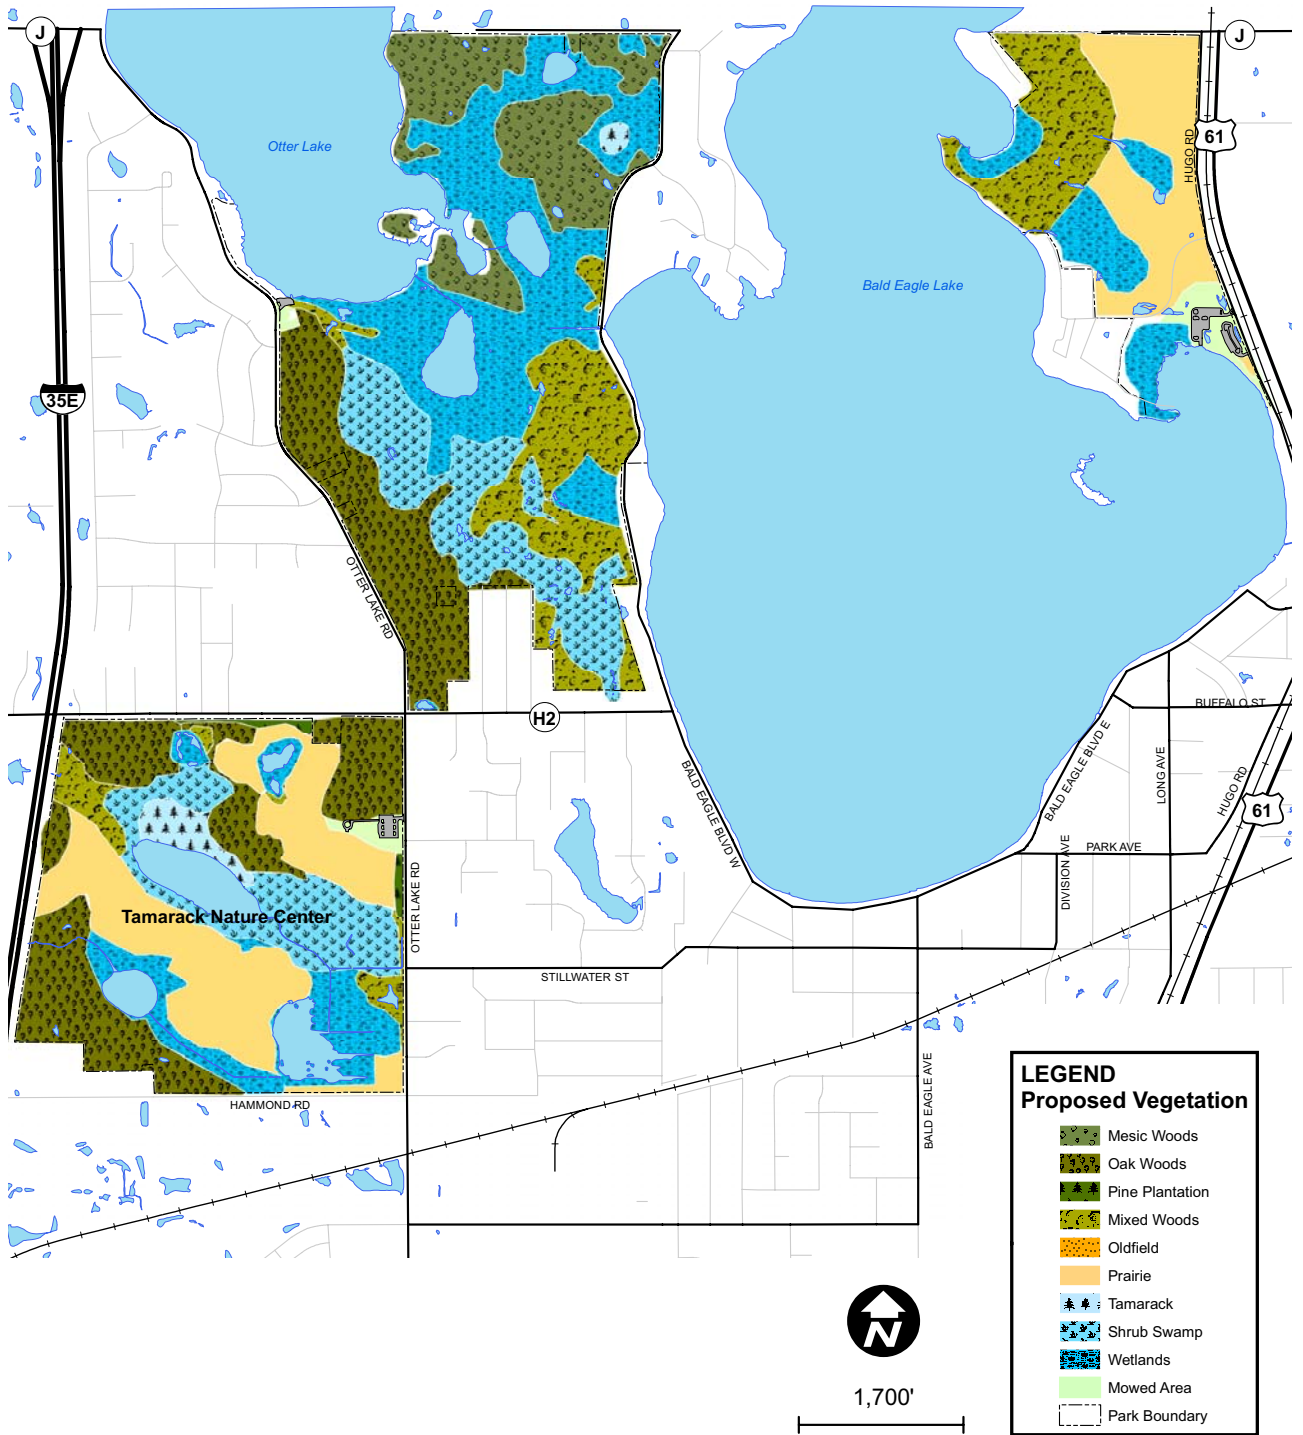 J
J
61
HUGO RD
Otter Lake
Bald Eagle Lake
35E
OTTER LAKE RD
H2
BUFFALO ST
BALD EAGLE BLVD E
LONG AVE
HUGO RD
61
BALD EAGLE BLVD W
PARK AVE
DIVISION AVE
OTTER LAKE RD
Tamarack Nature Center
STILLWATER ST
BALD EAGLE AVE
HAMMOND RD
LEGEND
Proposed Vegetation
Mesic Woods
Oak Woods
Pine Plantation
Mixed Woods
Oldfield
Prairie
Tamarack
Shrub Swamp
Wetlands
Mowed Area
Park Boundary
N
1,700'